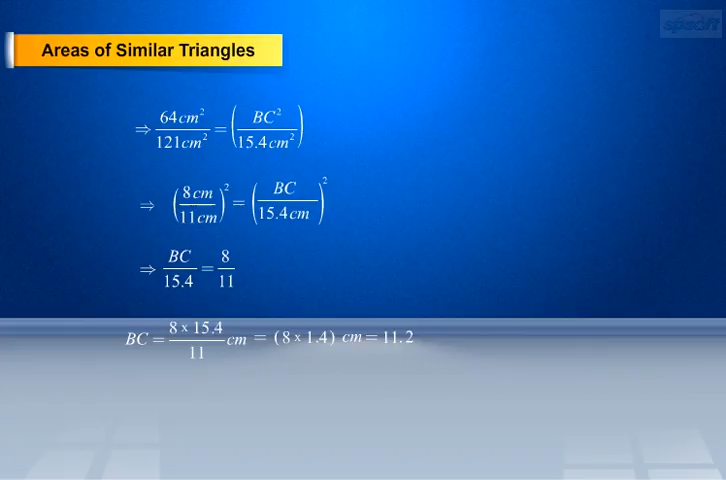 spsoft
Areas of Similar Triangles
⇒ 64cm²/121cm² = (BC²/15.4cm²)
⇒ (8cm/11cm)² = (BC/15.4cm)²
⇒ BC/15.4 = 8/11
BC = 8 x 15.4/11 cm = (8 x 1.4) cm = 11.2